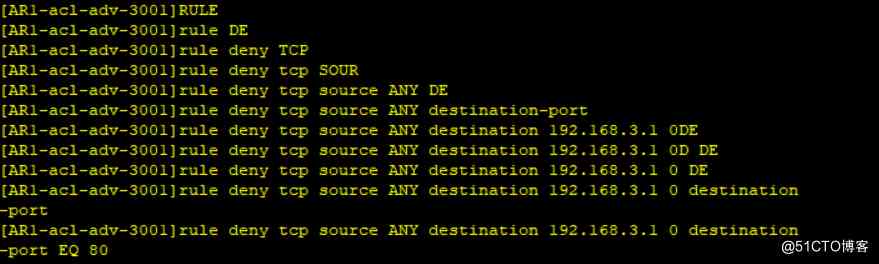 [AR1-acl-adv-3001]RULE
[AR1-acl-adv-3001]rule DE
[AR1-acl-adv-3001]rule deny TCP
[AR1-acl-adv-3001]rule deny tcp SOUR
[AR1-acl-adv-3001]rule deny tcp source ANY DE
[AR1-acl-adv-3001]rule deny tcp source ANY destination-port
[AR1-acl-adv-3001]rule deny tcp source ANY destination 192.168.3.1 0DE
[AR1-acl-adv-3001]rule deny tcp source ANY destination 192.168.3.1 0D DE
[AR1-acl-adv-3001]rule deny tcp source ANY destination 192.168.3.1 0 DE
[AR1-acl-adv-3001]rule deny tcp source ANY destination 192.168.3.1 0 destination
-port
[AR1-acl-adv-3001]rule deny tcp source ANY destination 192.168.3.1 0 destination
-port EQ 80
@51CTO博客